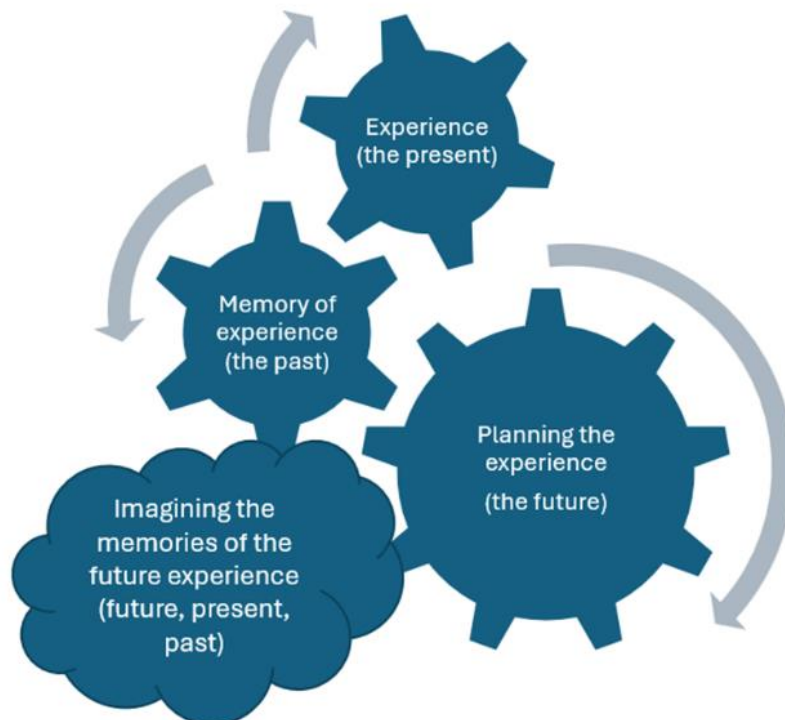 Experience
(the present)
Memory of
experience
(the past)
Planning the
experience
(the future)
Imagining the
memories of the
future experience
(future, present,
past)